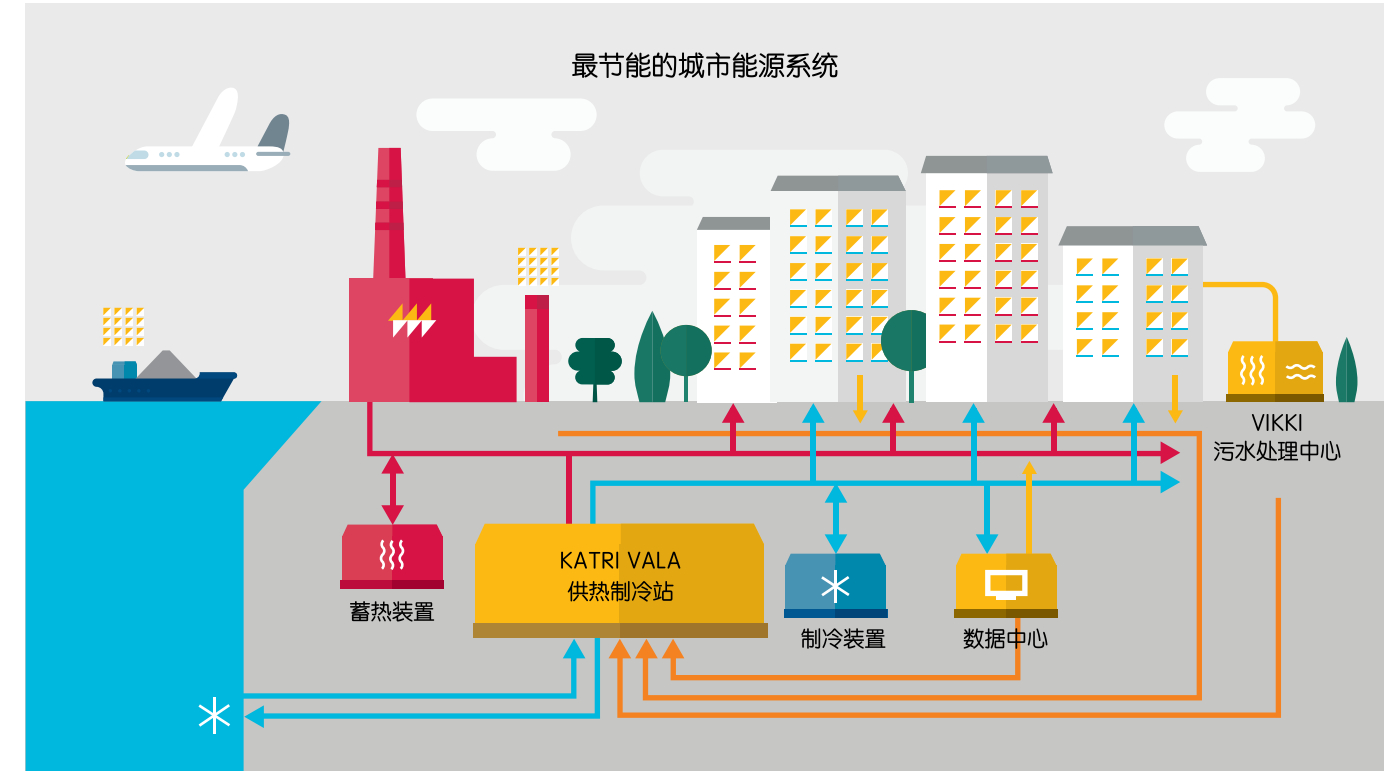 最节能的城市能源系统
VIKKI
污水处理中心
KATRI VALA
供热制冷站
蓄热装置
制冷装置
数据中心